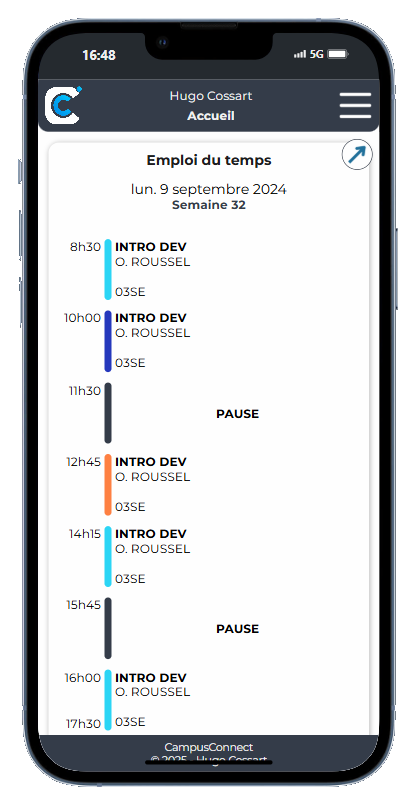 16:48
5G
Hugo Cossart
Accueil
Emploi du temps
lun. 9 septembre 2024
Semaine 32
8h30 INTRO DEV
O. ROUSSEL
03SE
10h00 INTRO DEV
O. ROUSSEL
03SE
11h30
PAUSE
12h45 INTRO DEV
O. ROUSSEL
03SE
14h15 INTRO DEV
O. ROUSSEL
03SE
15h45
PAUSE
16h00 INTRO DEV
O. ROUSSEL
17h30 03SE
CampusConnect
© 2025 - Hugo Cossart